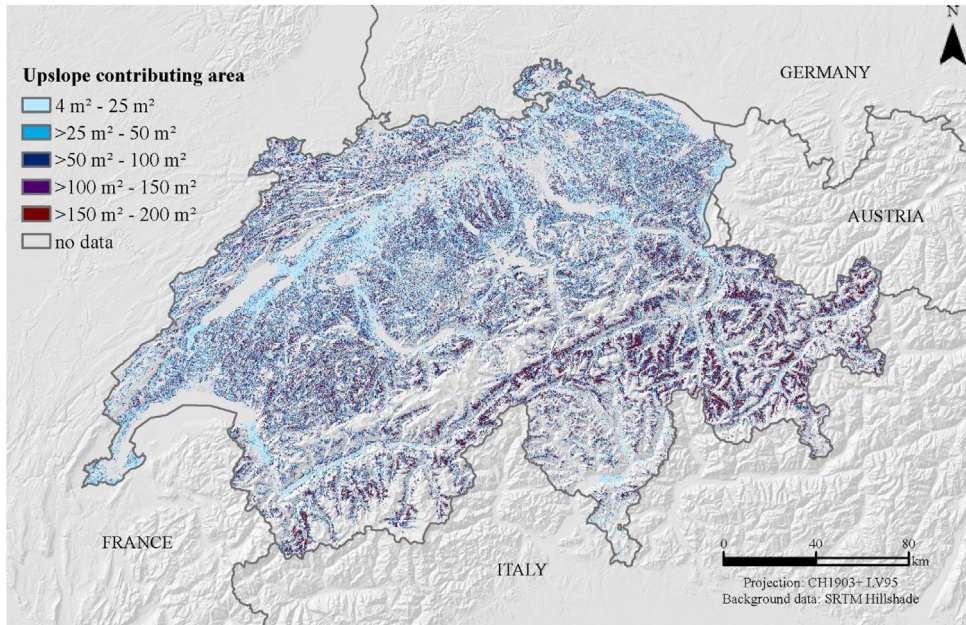 N
GERMANY
Upslope contributing area
4 m² - 25 m²
>25 m² - 50 m²
>50 m² - 100 m²
>100 m² - 150 m²
>150 m² - 200 m²
no data
AUSTRIA
FRANCE
ITALY
0 40 80
km
Projection: CH1903+ LV95
Background data: SRTM Hillshade